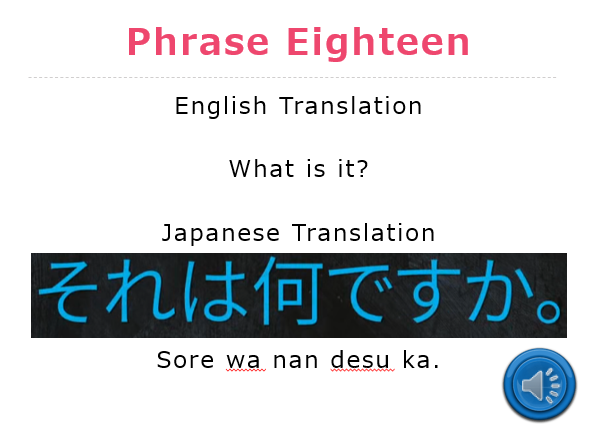 Phrase Eighteen
English Translation
What is it?
Japanese Translation
それは何ですか。
Sore wa nan desu ka.